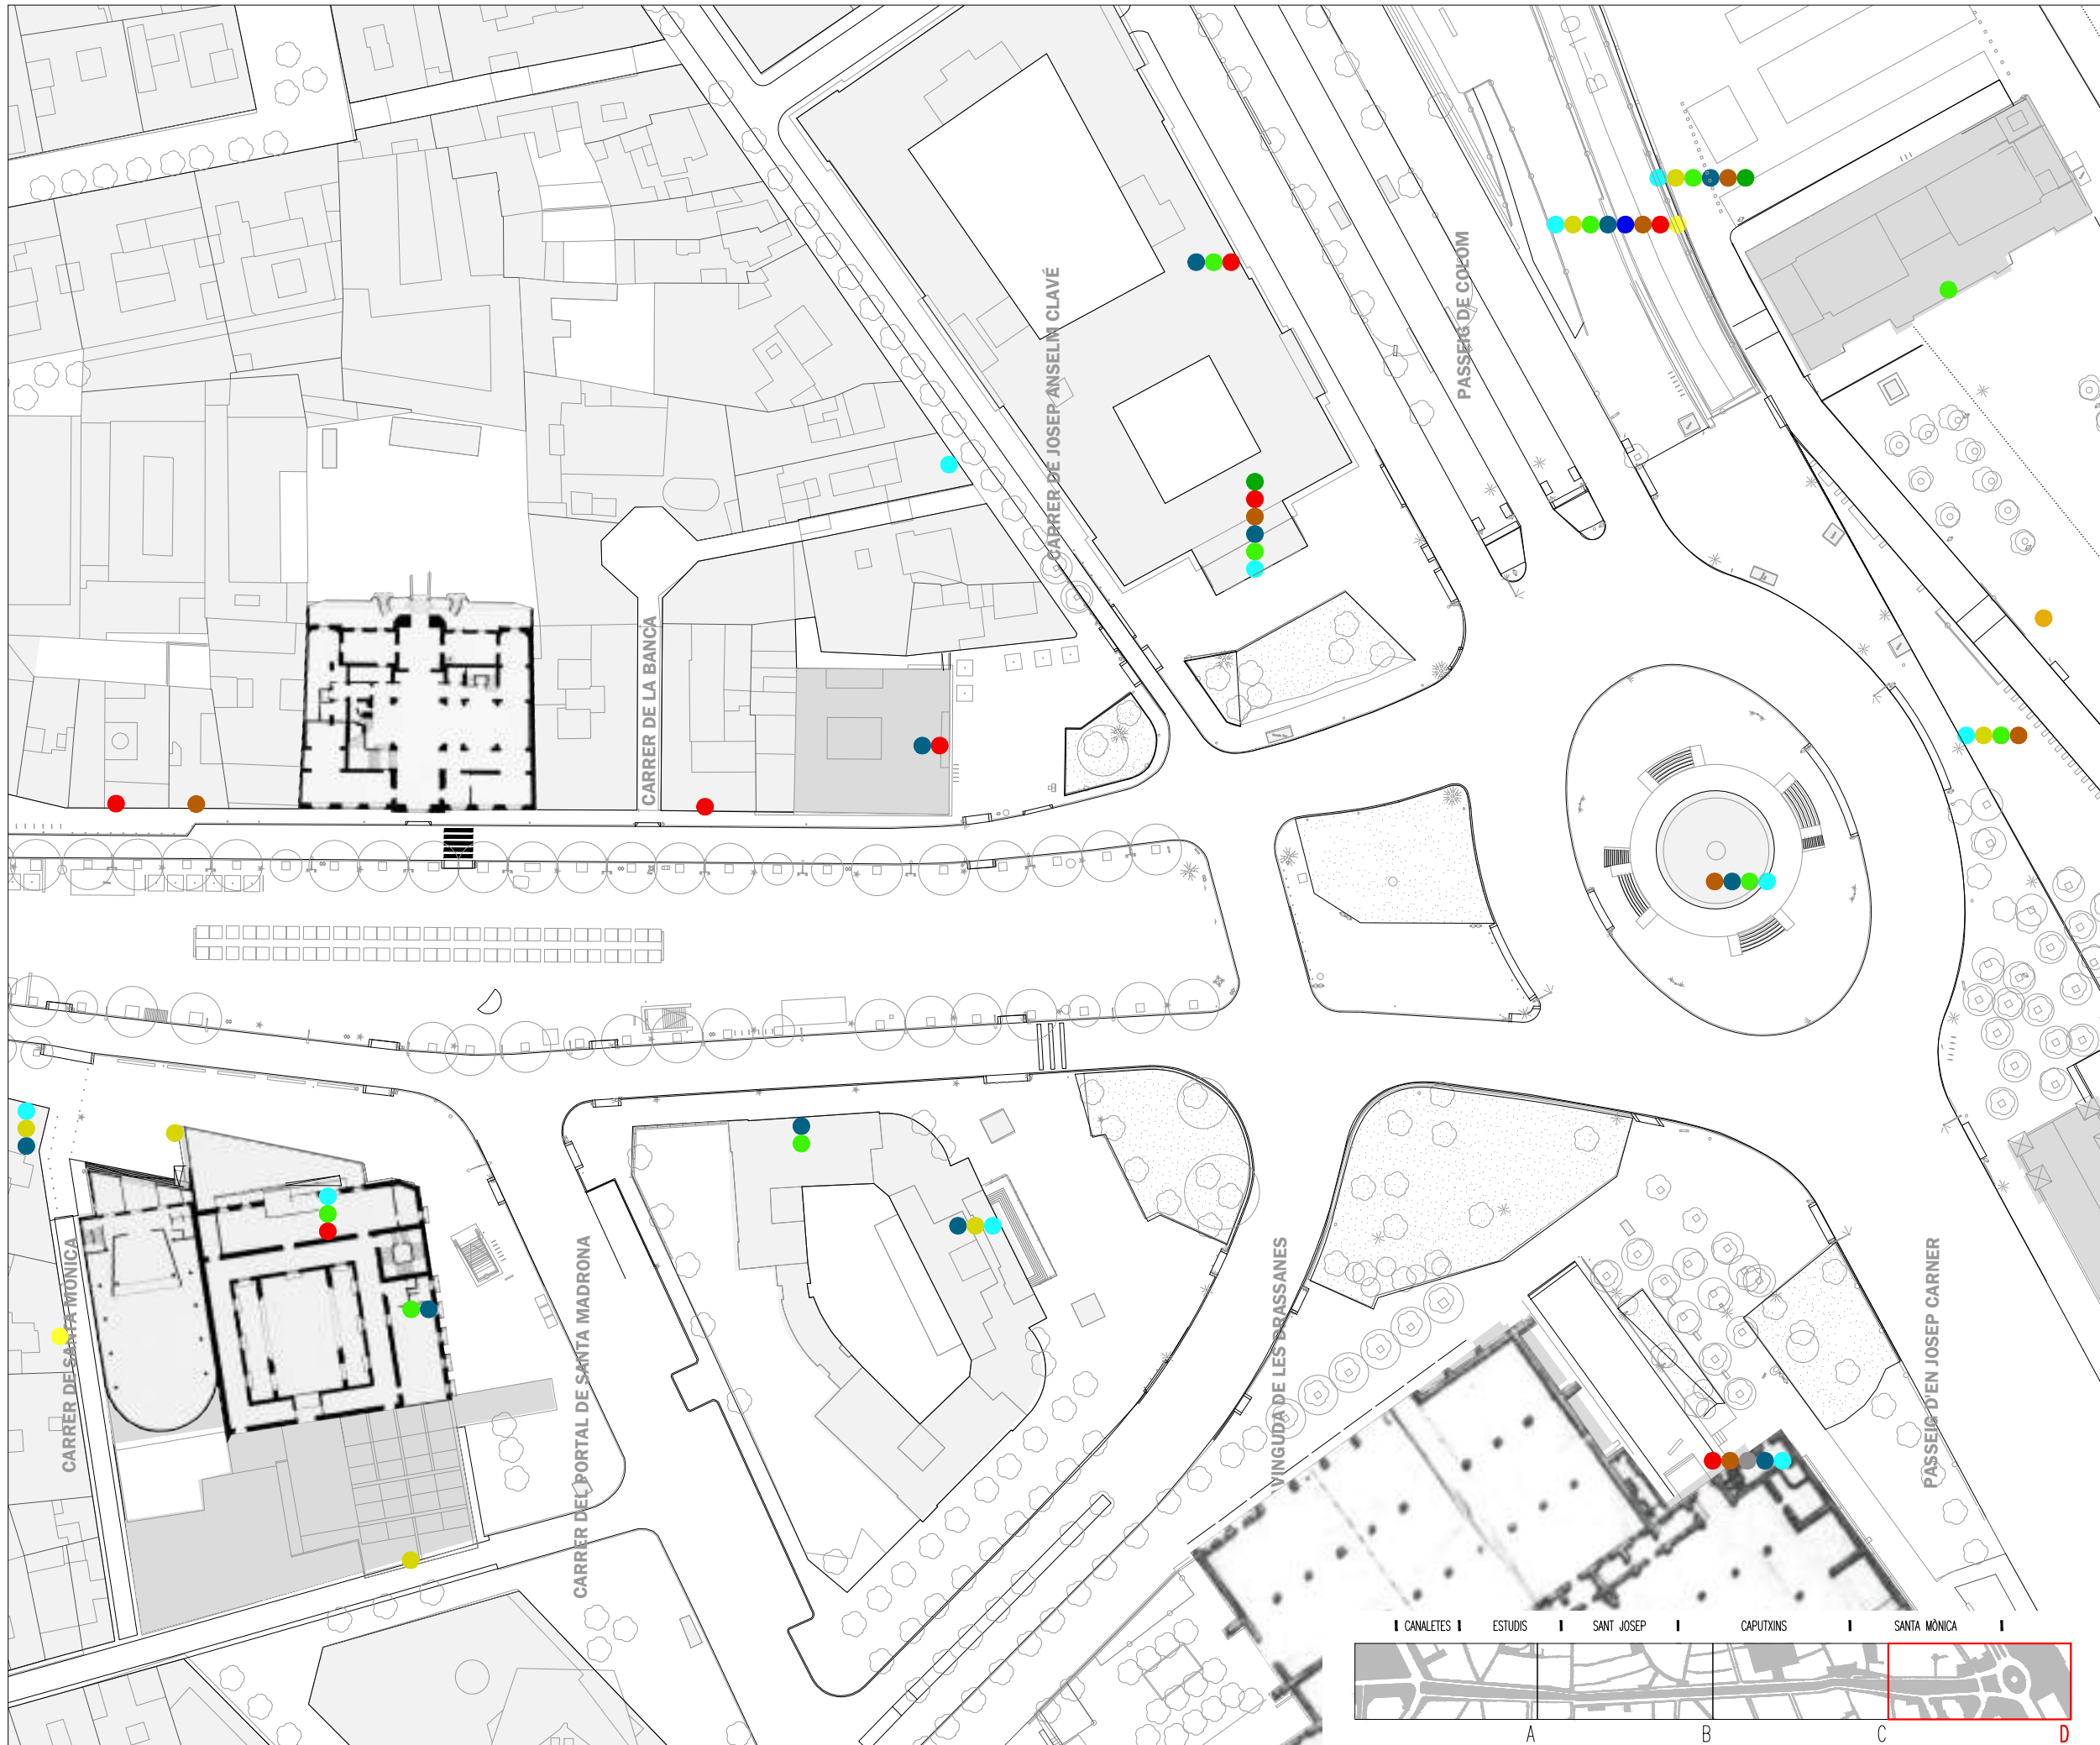 CARRER DE JOSEP ANSELM CLAVÉ
PASSEIG DE COLOM
CARRER DE LA BANCA
CARRER DE SANTA MÒNICA
CARRER DEL PORTAL DE SANTA MADRONA
VINGUDA DE LES DRASSANES
PASSEIG D'EN JOSEP CARNER
CANALETES ESTUDIS SANT JOSEP CAPUTXINS SANTA MÒNICA
A B C D